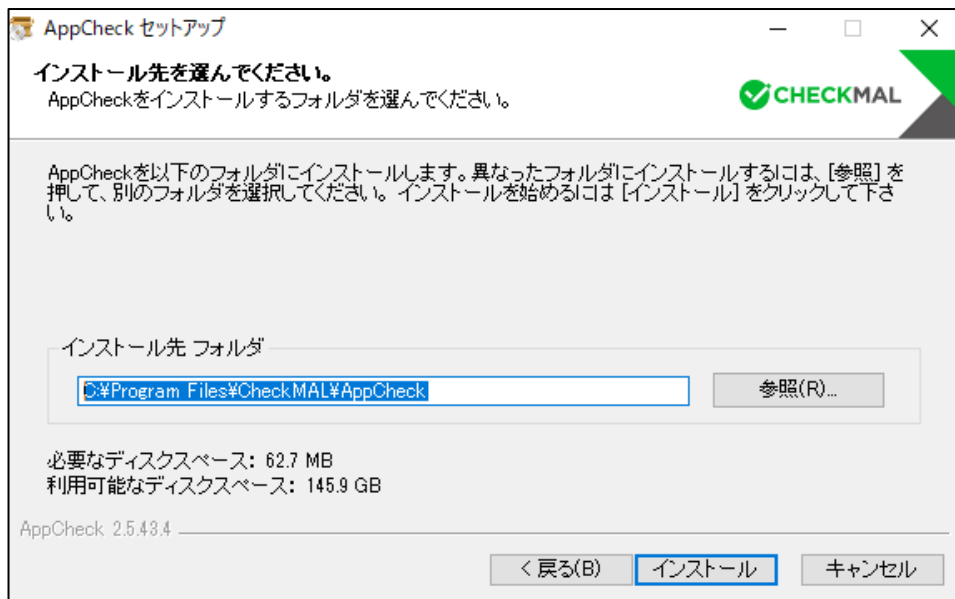 AppCheck セットアップ
インストール先を選んでください。
AppCheckをインストールするフォルダを選んでください。
CHECKMAL
AppCheckを以下のフォルダにインストールします。異なったフォルダにインストールするには、[参照] を
押して、別のフォルダを選択してください。 インストールを始めるには [インストール] をクリックして下さ
い。
インストール先 フォルダ
C:¥Program Files¥CheckMAL¥AppCheck
参照(R)...
必要なディスクスペース: 62.7 MB
利用可能なディスクスペース: 145.9 GB
AppCheck 2.5.43.4
< 戻る(B)
インストール
キャンセル